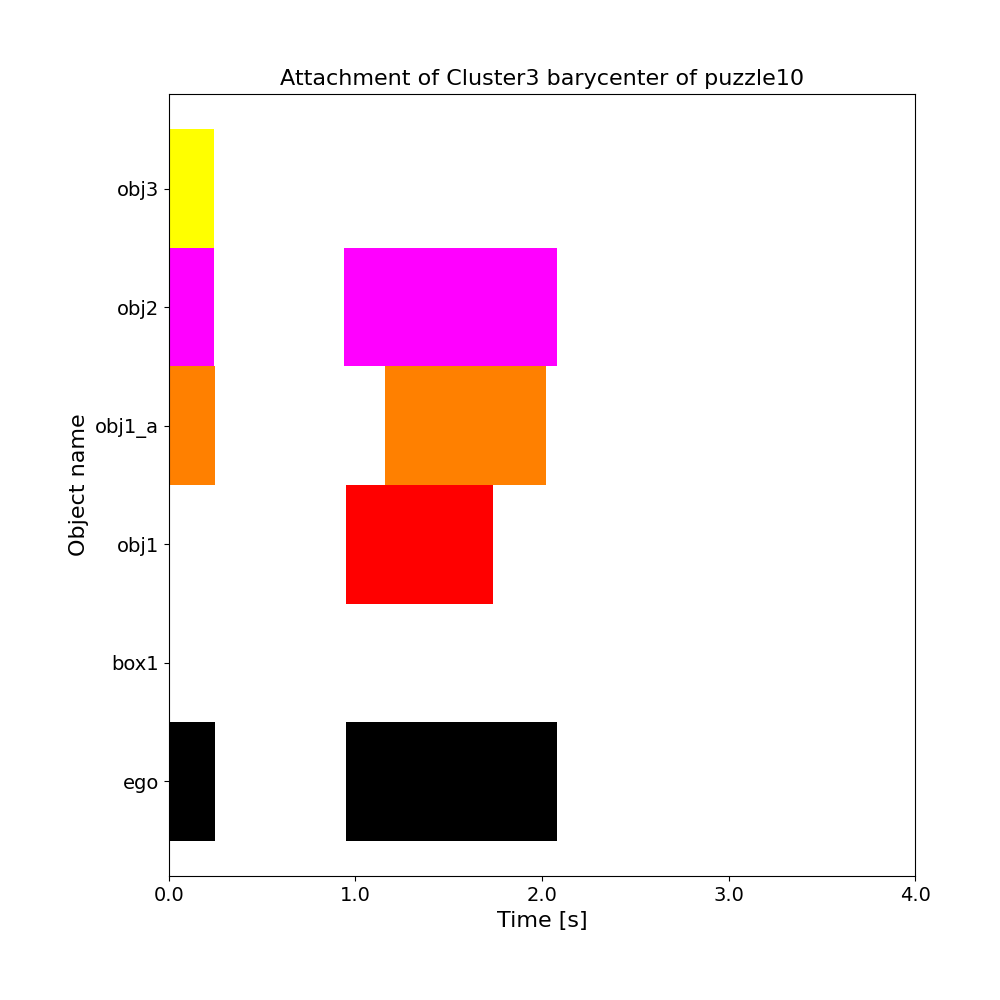 Attachment of Cluster3 barycenter of puzzle10
obj3
obj2
obj1_a
obj1
box1
ego
Object name
0.0 1.0 2.0 3.0 4.0
Time [s]